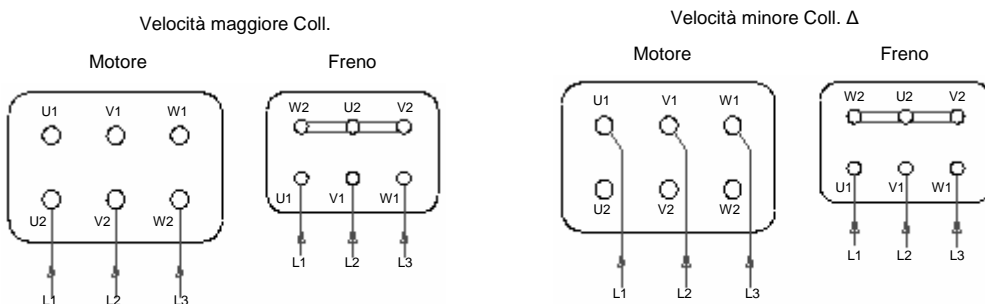 Velocità maggiore Coll.
Motore Freno
U1 V1 W1
U2 V2 W2
L1 L2 L3
W2 U2 V2
U1 V1 W1
L1 L2 L3
Velocità minore Coll. Δ
Motore Freno
U1 V1 W1
U2 V2 W2
L1 L2 L3
W2 U2 V2
U1 V1 W1
L1 L2 L3